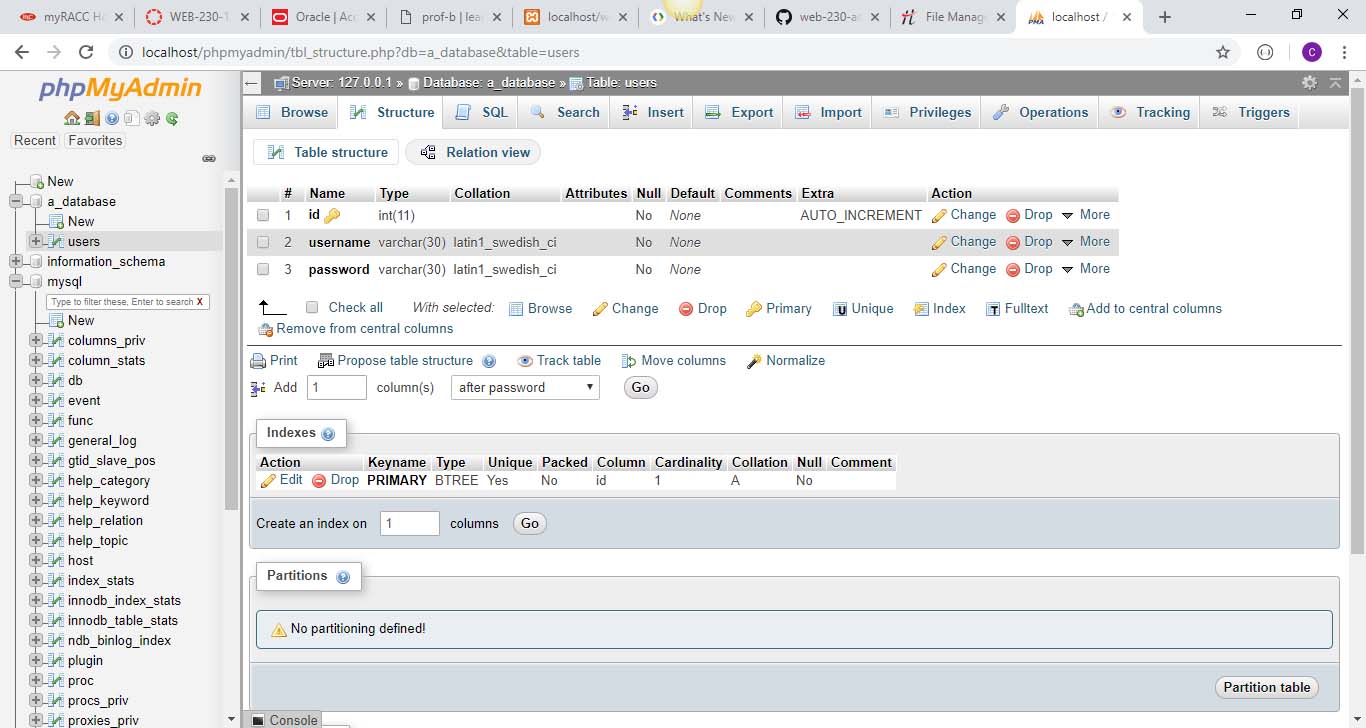 myRACC H
WEB-230-1
Oracle | Acc
prof-b | lea
localhost/w
What's New
web-230-a
File Manag
localhost /
localhost/phpmyadmin/tbl_structure.php?db=a_database&table=users
C
phpMyAdmin
Recent Favorites
New
a_database
New
users
information_schema
mysql
Type to filter these, Enter to search X
New
columns_priv
column_stats
db
event
func
general_log
gtid_slave_pos
help_category
help_keyword
help_relation
help_topic
host
index_stats
innodb_index_stats
innodb_table_stats
ndb_binlog_index
plugin
proc
procs_priv
proxies_priv
Server: 127.0.0.1 » Database: a_database » Table: users
Browse Structure SQL Search Insert Export Import Privileges Operations Tracking Triggers
Table structure Relation view
# Name Type Collation Attributes Null Default Comments Extra Action
1 id int(11) No None AUTO_INCREMENT Change Drop More
2 username varchar(30) latin1_swedish_ci No None Change Drop More
3 password varchar(30) latin1_swedish_ci No None Change Drop More
Check all With selected: Browse Change Drop Primary Unique Index Fulltext Add to central columns
Remove from central columns
Print Propose table structure Track table Move columns Normalize
Add 1 column(s) after password Go
Indexes
Action Keyname Type Unique Packed Column Cardinality Collation Null Comment
Edit Drop PRIMARY BTREE Yes No id 1 A No
Create an index on 1 columns Go
Partitions
No partitioning defined!
Partition table
Console